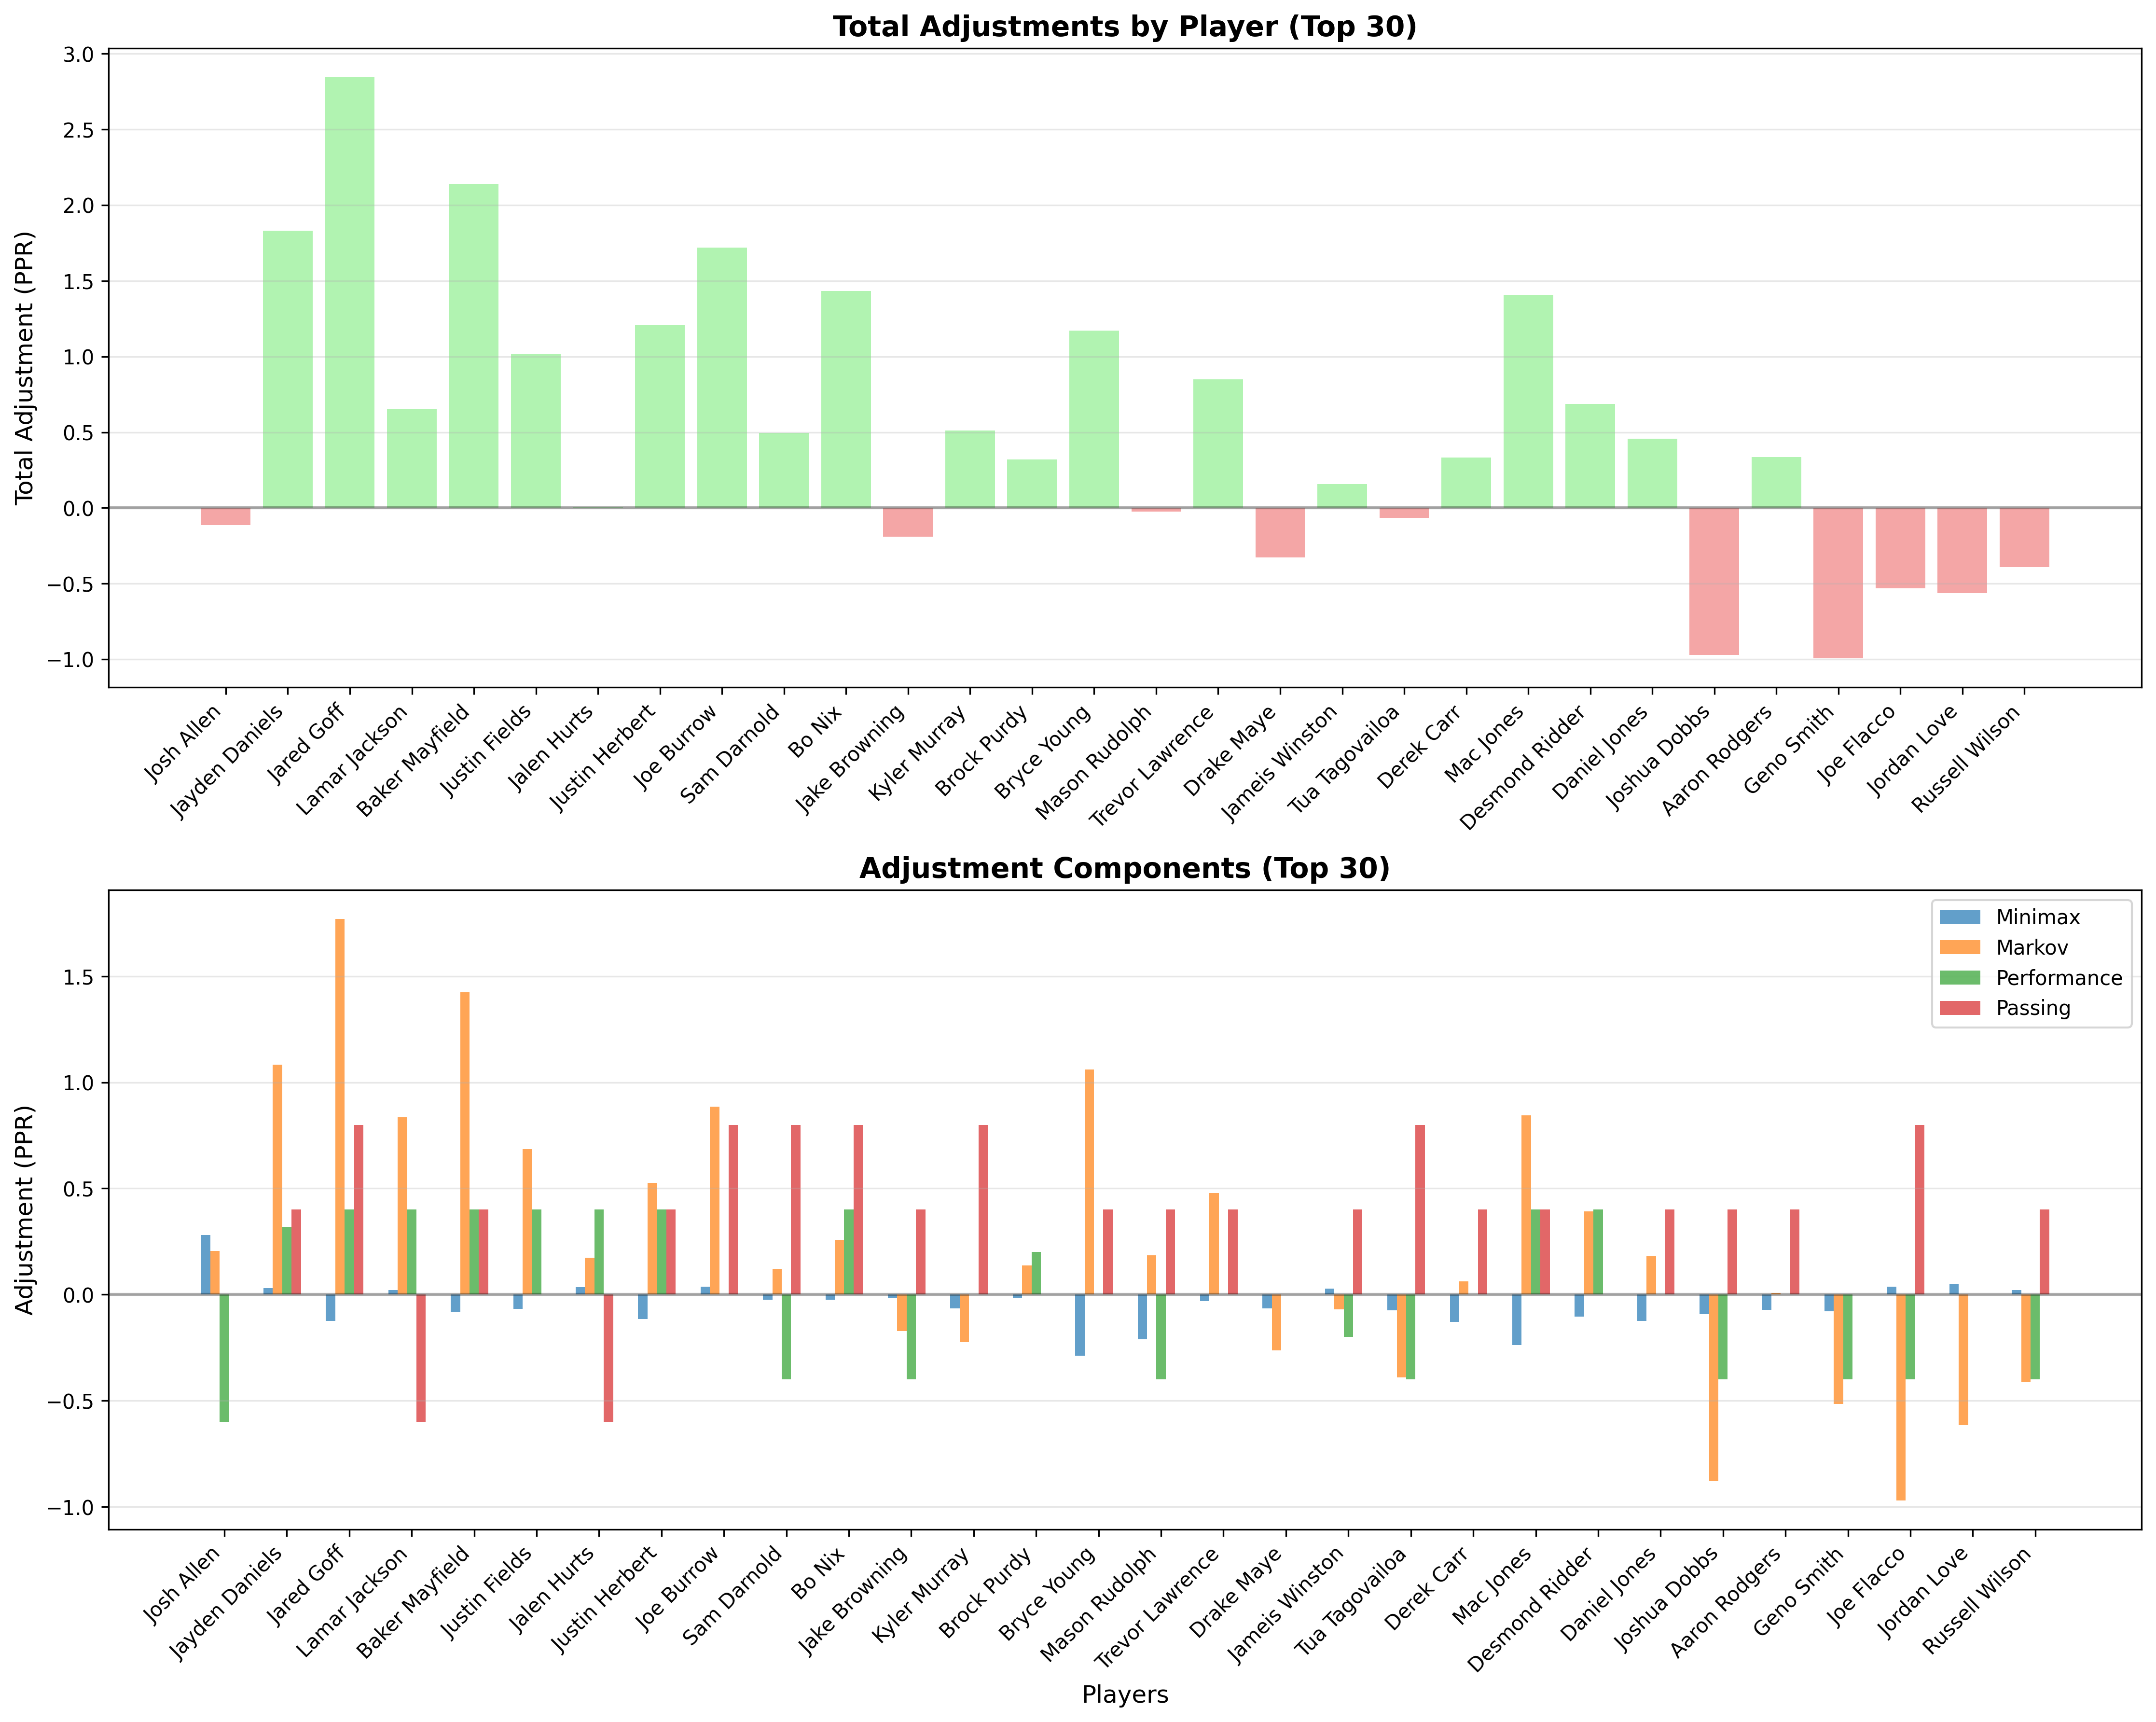 Total Adjustments by Player (Top 30)
Total Adjustment (PPR)
3.0
2.5
2.0
1.5
1.0
0.5
0.0
−0.5
−1.0
Josh Allen
Jayden Daniels
Jared Goff
Lamar Jackson
Baker Mayfield
Justin Fields
Jalen Hurts
Justin Herbert
Joe Burrow
Sam Darnold
Bo Nix
Jake Browning
Kyler Murray
Brock Purdy
Bryce Young
Mason Rudolph
Trevor Lawrence
Drake Maye
Jameis Winston
Tua Tagovailoa
Derek Carr
Mac Jones
Desmond Ridder
Daniel Jones
Joshua Dobbs
Aaron Rodgers
Geno Smith
Joe Flacco
Jordan Love
Russell Wilson
Adjustment Components (Top 30)
Adjustment (PPR)
1.5
1.0
0.5
0.0
−0.5
−1.0
Minimax
Markov
Performance
Passing
Josh Allen
Jayden Daniels
Jared Goff
Lamar Jackson
Baker Mayfield
Justin Fields
Jalen Hurts
Justin Herbert
Joe Burrow
Sam Darnold
Bo Nix
Jake Browning
Kyler Murray
Brock Purdy
Bryce Young
Mason Rudolph
Trevor Lawrence
Drake Maye
Jameis Winston
Tua Tagovailoa
Derek Carr
Mac Jones
Desmond Ridder
Daniel Jones
Joshua Dobbs
Aaron Rodgers
Geno Smith
Joe Flacco
Jordan Love
Russell Wilson
Players